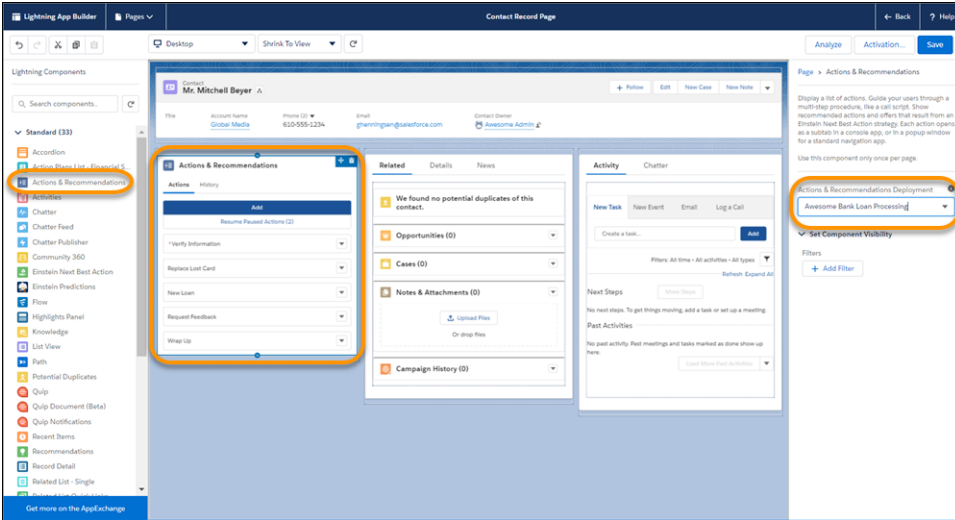 Lightning App Builder
Pages
Contact Record Page
Back
? Help
Desktop
Shrink To View
Analyze
Activation...
Save
Lightning Components
Search components...
Standard (33)
Accordion
Action Plans List - Financial S...
Actions & Recommendations
Activities
Chatter
Chatter Feed
Chatter Publisher
Community 360
Einstein Next Best Action
Einstein Predictions
Flow
Highlights Panel
Knowledge
List View
Path
Potential Duplicates
Quip
Quip Document (Beta)
Quip Notifications
Recent Items
Recommendations
Record Detail
Related List - Single
Related List Quick Links
Get more on the AppExchange
Contact
Mr. Mitchell Beyer
+ Follow
Edit
New Case
New Note
Title
Account Name
Phone (2)
Email
Contact Owner
Global Media
610-555-1234
ghenningsen@salesforce.com
Awesome Admin
Actions & Recommendations
Actions
History
Add
Resume Paused Actions (2)
*Verify Information
Replace Lost Card
New Loan
Request Feedback
Wrap Up
Related
Details
News
We found no potential duplicates of this
contact.
Opportunities (0)
Cases (0)
Notes & Attachments (0)
Upload Files
Or drop files
Campaign History (0)
Activity
Chatter
New Task
New Event
Email
Log a Call
Create a task...
Add
Filters: All time • All activities • All types
Refresh Expand All
Next Steps
More Steps
No next steps. To get things moving, add a task or set up a meeting.
Past Activities
No past activity. Past meetings and tasks marked as done show up
here.
Load More Past Activities
Page > Actions & Recommendations
Display a list of actions. Guide your users through a
multi-step procedure, like a call script. Show
recommended actions and offers that result from an
Einstein Next Best Action strategy. Each action opens
as a subtab in a console app, or in a popup window
for a standard navigation app.
Use this component only once per page.
Actions & Recommendations Deployment
Awesome Bank Loan Processing
Set Component Visibility
Filters
+ Add Filter